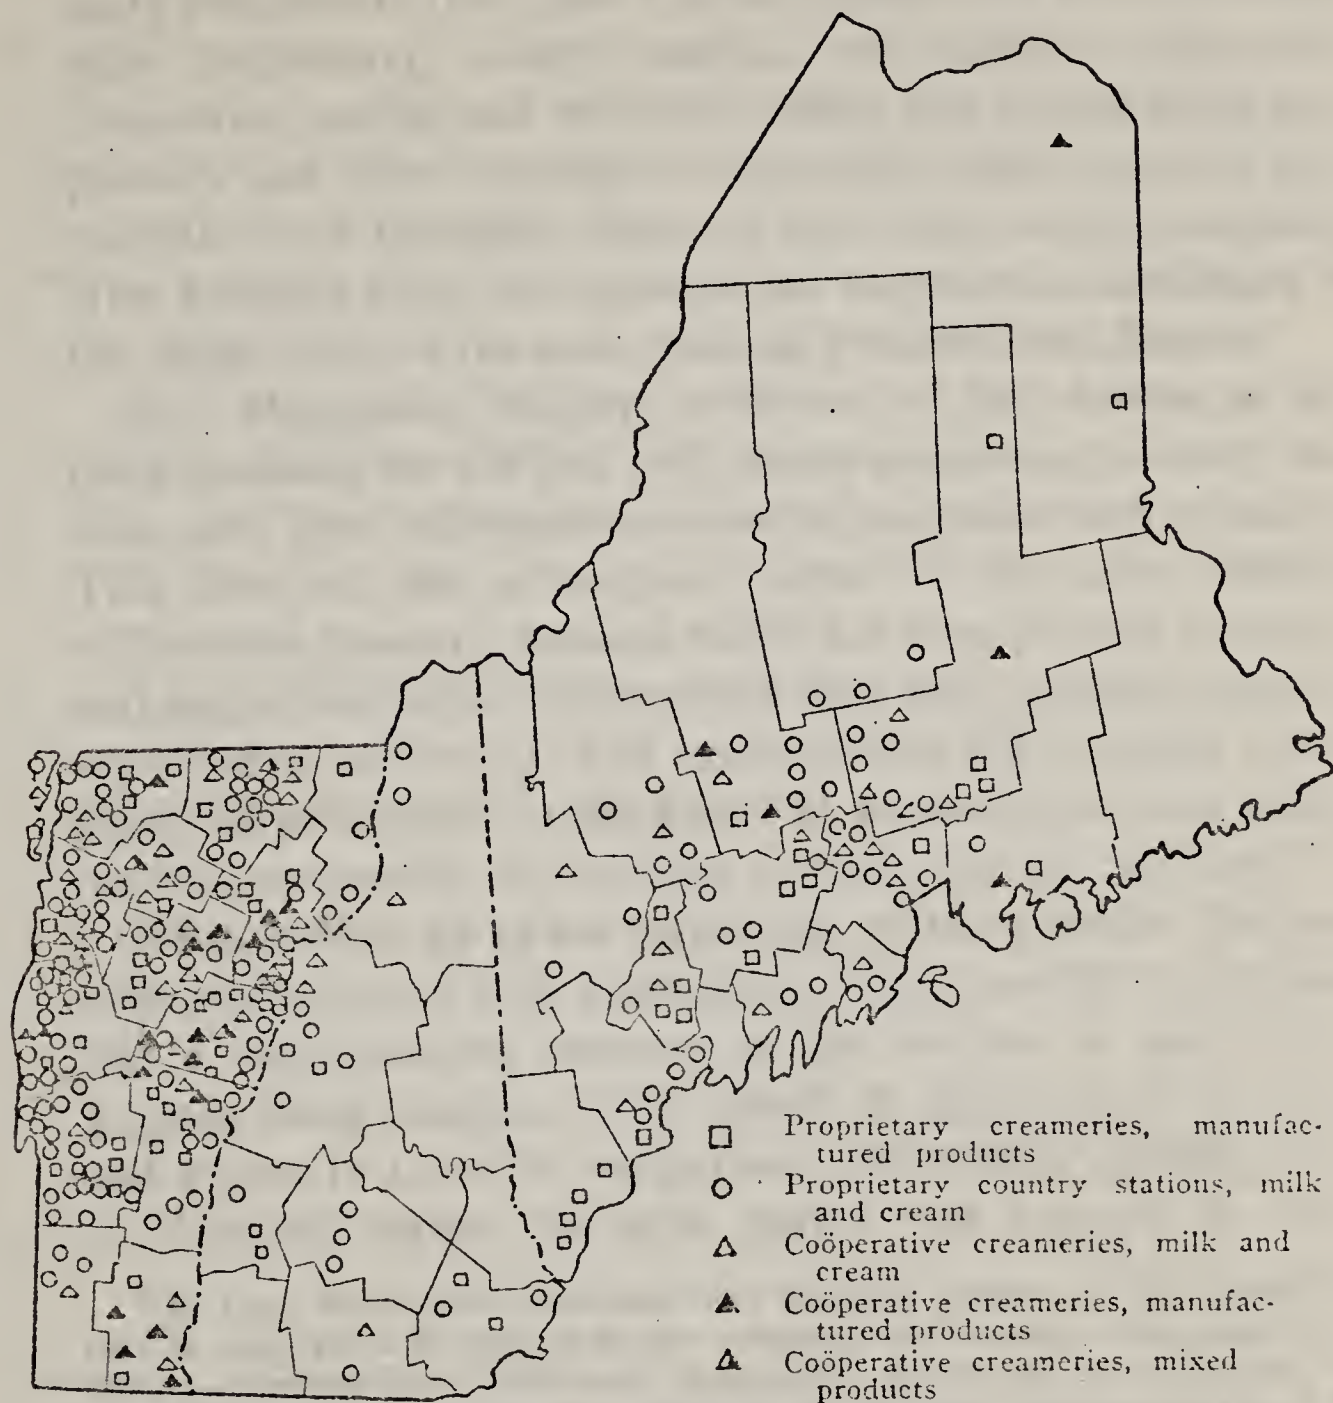 Proprietary creameries, manufac-
tured products
Proprietary country stations, milk
and cream
Coöperative creameries, milk and
cream
Coöperative creameries, manufac-
tured products
Coöperative creameries, mixed
products